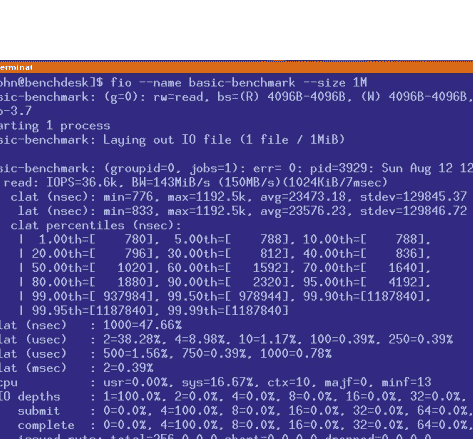 erminal
ohn@benchdesk]$ fio --name basic-benchmark --size 1M
sic-benchmark: (g=0): rw=read, bs=(R) 4096B-4096B, (W) 4096B-4096B,
o-3.7
arting 1 process
sic-benchmark: Laying out IO file (1 file / 1MiB)
sic-benchmark: (groupid=0, jobs=1): err= 0: pid=3929: Sun Aug 12 12
read: IOPS=36.6k, BW=143MiB/s (150MB/s)(1024KiB/7msec)
clat (nsec): min=776, max=1192.5k, avg=23473.18, stdev=129845.37
lat (nsec): min=833, max=1192.5k, avg=23576.23, stdev=129846.72
clat percentiles (nsec):
| 1.00th=[ 780], 5.00th=[ 788], 10.00th=[ 788],
| 20.00th=[ 796], 30.00th=[ 812], 40.00th=[ 836],
| 50.00th=[ 1020], 60.00th=[ 1592], 70.00th=[ 1640],
| 80.00th=[ 1880], 90.00th=[ 2320], 95.00th=[ 4192],
| 99.00th=[ 937984], 99.50th=[ 978944], 99.90th=[1187840],
| 99.95th=[1187840], 99.99th=[1187840]
lat (nsec) : 1000=47.66%
lat (usec) : 2=38.28%, 4=8.98%, 10=1.17%, 100=0.39%, 250=0.39%
lat (usec) : 500=1.56%, 750=0.39%, 1000=0.78%
lat (msec) : 2=0.39%
cpu : usr=0.00%, sys=16.67%, ctx=10, majf=0, minf=13
IO depths : 1=100.0%, 2=0.0%, 4=0.0%, 8=0.0%, 16=0.0%, 32=0.0%,
submit : 0=0.0%, 4=100.0%, 8=0.0%, 16=0.0%, 32=0.0%, 64=0.0%,
complete : 0=0.0%, 4=100.0%, 8=0.0%, 16=0.0%, 32=0.0%, 64=0.0%,